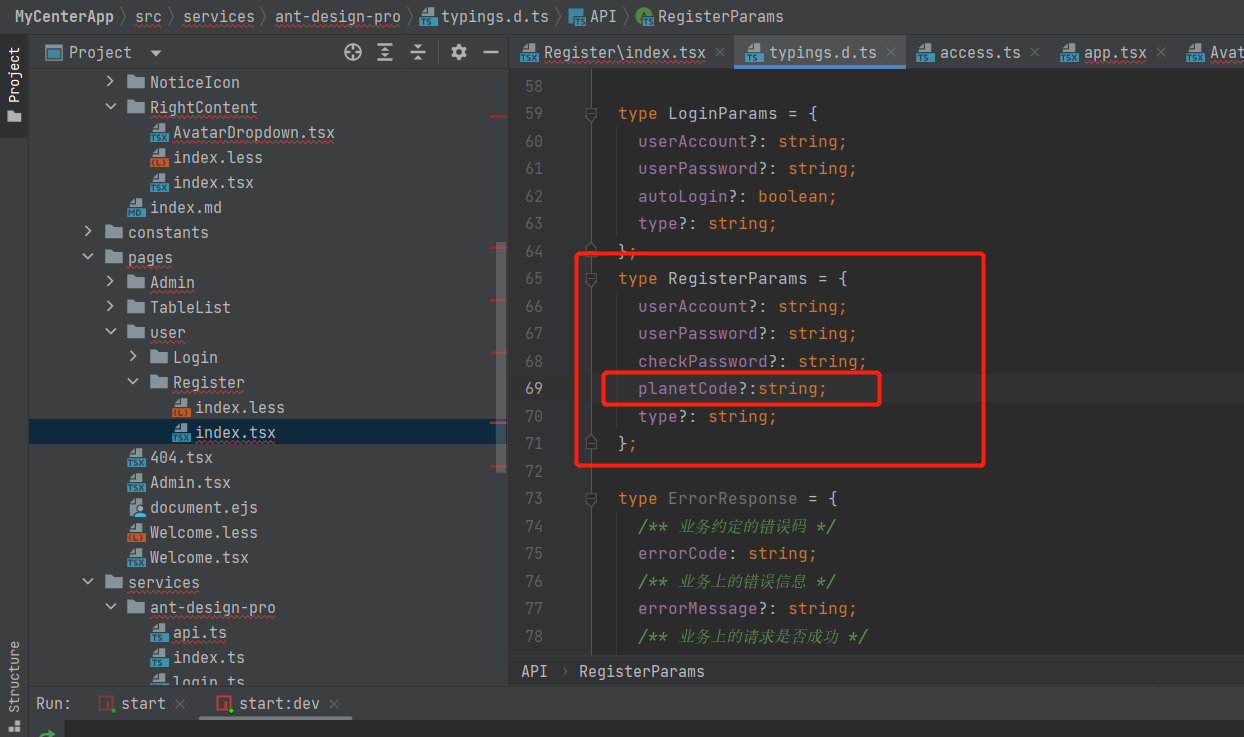 MyCenterApp src services ant-design-pro typings.d.ts API RegisterParams
Project
Project
Register\index.tsx typings.d.ts access.ts app.tsx Avat
NoticeIcon
RightContent
AvatarDropdown.tsx
index.less
index.tsx
index.md
constants
pages
Admin
TableList
user
Login
Register
index.less
index.tsx
404.tsx
Admin.tsx
document.ejs
Welcome.less
Welcome.tsx
services
ant-design-pro
api.ts
index.ts
login.ts
58
59 type LoginParams = {
60 userAccount?: string;
61 userPassword?: string;
62 autoLogin?: boolean;
63 type?: string;
64 };
65 type RegisterParams = {
66 userAccount?: string;
67 userPassword?: string;
68 checkPassword?: string;
69 planetCode?:string;
70 type?: string;
71 };
72
73 type ErrorResponse = {
74 /** 业务约定的错误码 */
75 errorCode: string;
76 /** 业务上的错误信息 */
77 errorMessage?: string;
78 /** 业务上的请求是否成功 */
API › RegisterParams
Structure
Run: start start:dev